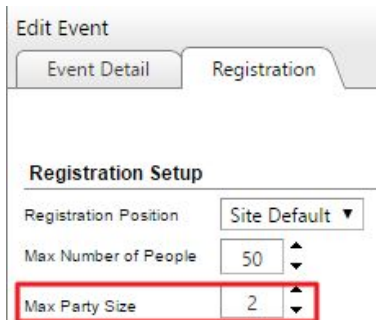 Edit Event
Event Detail Registration
Registration Setup
Registration Position Site Default
Max Number of People 50
Max Party Size 2